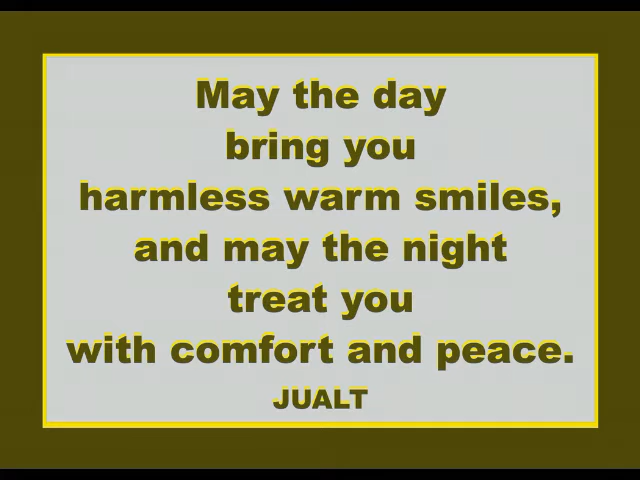 May the day
bring you
harmless warm smiles,
and may the night
treat you
with comfort and peace.
JUALT